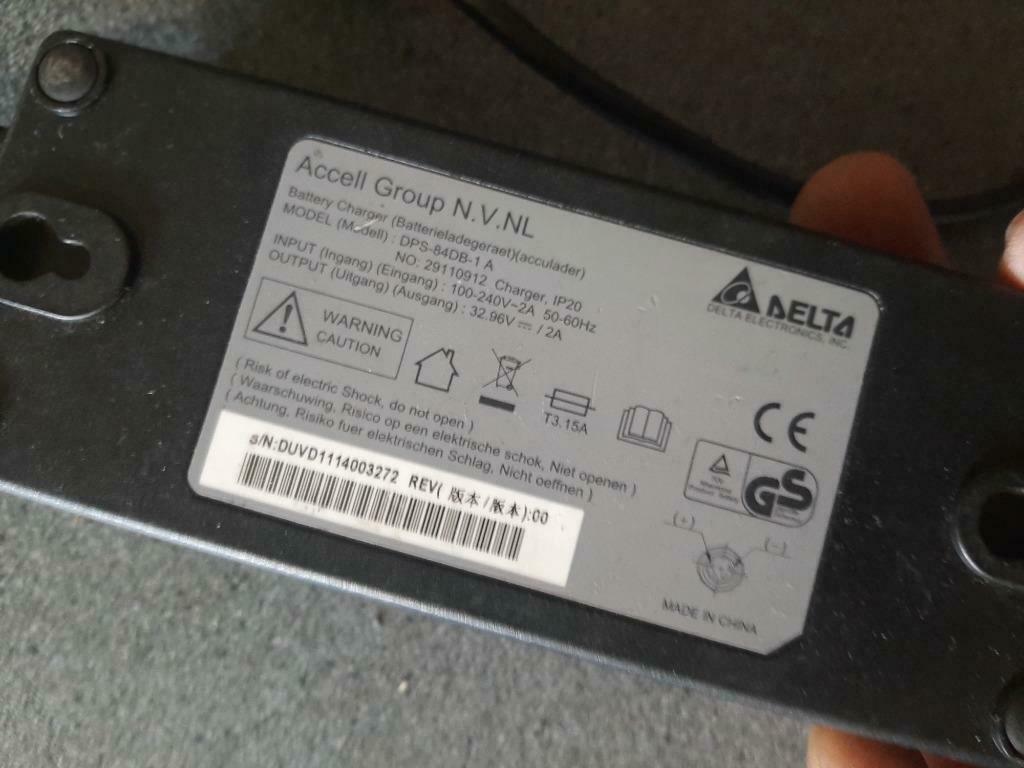 Accell Group N.V.NL
Battery Charger (Batterieladegeraet)(acculader)
MODEL (Modell) : DPS-84DB-1 A
NO: 29110912 Charger, IP20
INPUT (Ingang) (Eingang) : 100-240V~2A 50-60Hz
OUTPUT (Uitgang) (Ausgang) : 32.96V ⎓ / 2A
DELTA
DELTA ELECTRONICS, INC.
WARNING
CAUTION
T3.15A
( Risk of electric Shock, do not open )
( Waarschuwing, Risico op een elektrische schok, Niet openen )
( Achtung, Risiko fuer elektrischen Schlag, Nicht oeffnen )
CE
GS
S/N:DUVD1114003272 REV( 版本/版本):00
(+)
(-)
MADE IN CHINA